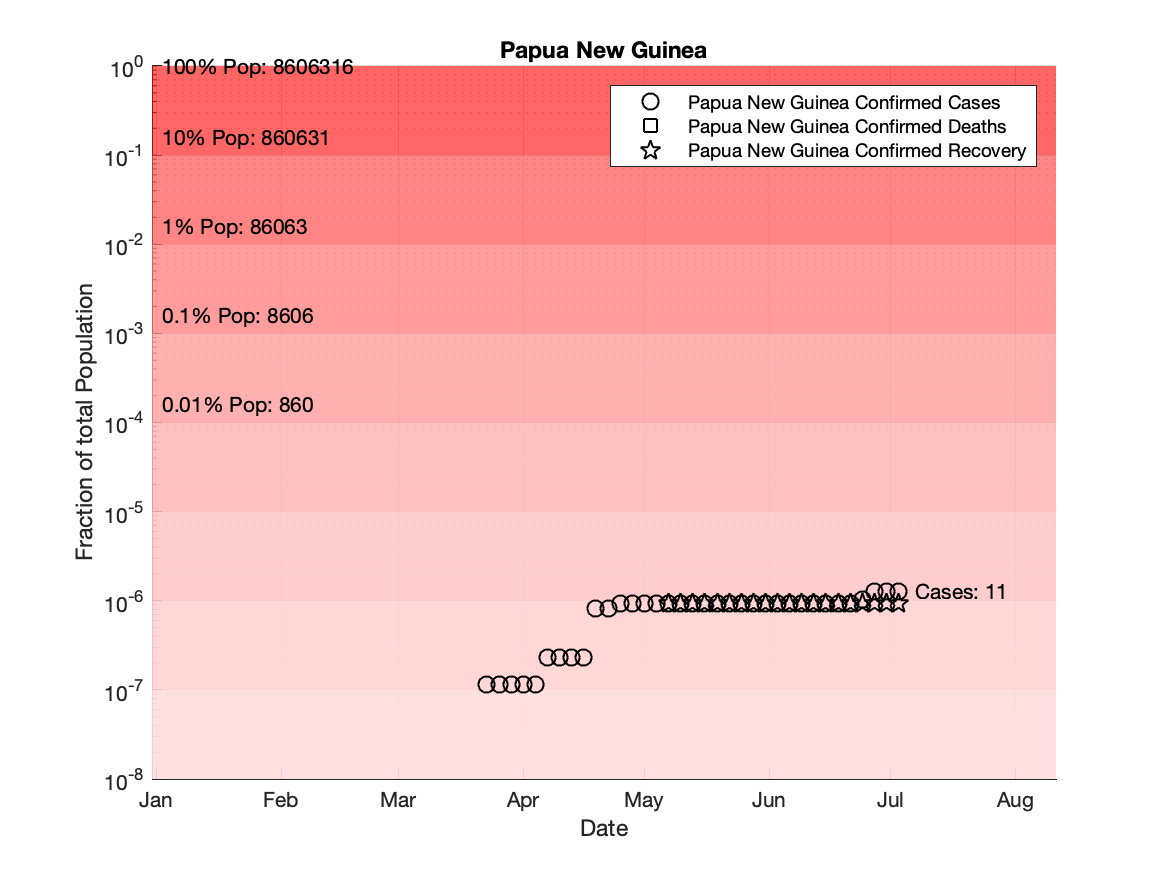 Papua New Guinea
10^0
10^-1
10^-2
10^-3
10^-4
10^-5
10^-6
10^-7
10^-8
Fraction of total Population
100% Pop: 8606316
10% Pop: 860631
1% Pop: 86063
0.1% Pop: 8606
0.01% Pop: 860
Papua New Guinea Confirmed Cases
Papua New Guinea Confirmed Deaths
Papua New Guinea Confirmed Recovery
Cases: 11
Jan Feb Mar Apr May Jun Jul Aug
Date